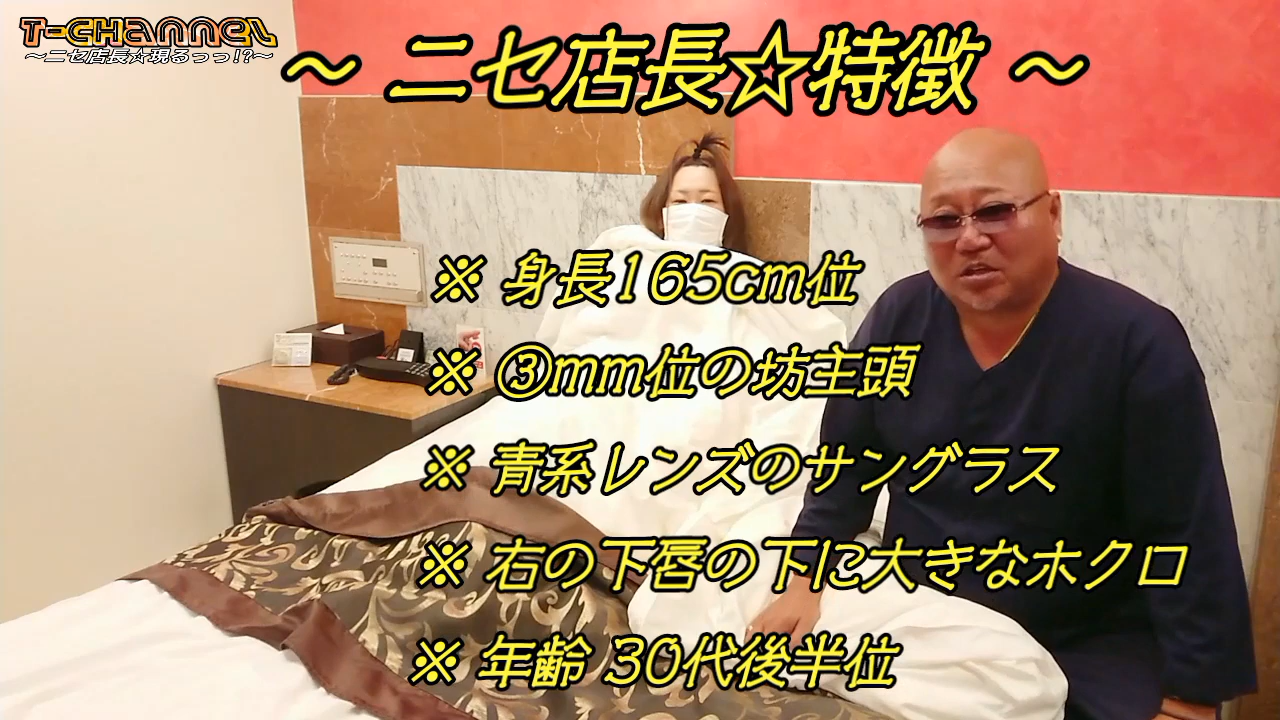 T-CHANNEL
～ニセ店長☆現るっっ!?～
～ ニセ店長☆特徴 ～
※ 身長165cm位
※ ③mm位の坊主頭
※ 青系レンズのサングラス
※ 右の下唇の下に大きなホクロ
※ 年齢 30代後半位